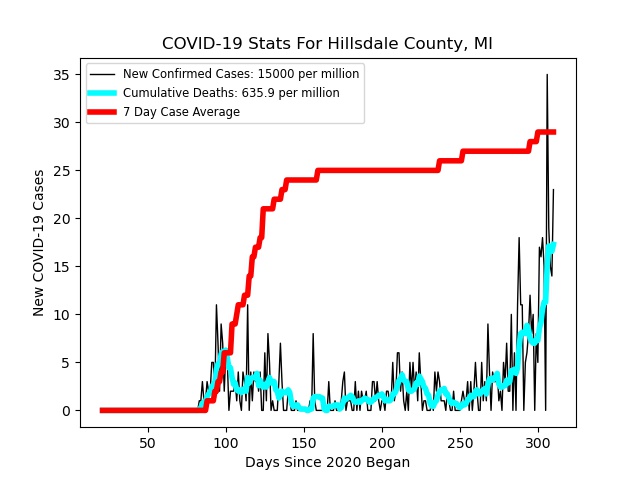 COVID-19 Stats For Hillsdale County, MI
New Confirmed Cases: 15000 per million
Cumulative Deaths: 635.9 per million
7 Day Case Average
35
30
25
20
15
10
5
0
New COVID-19 Cases
50 100 150 200 250 300
Days Since 2020 Began